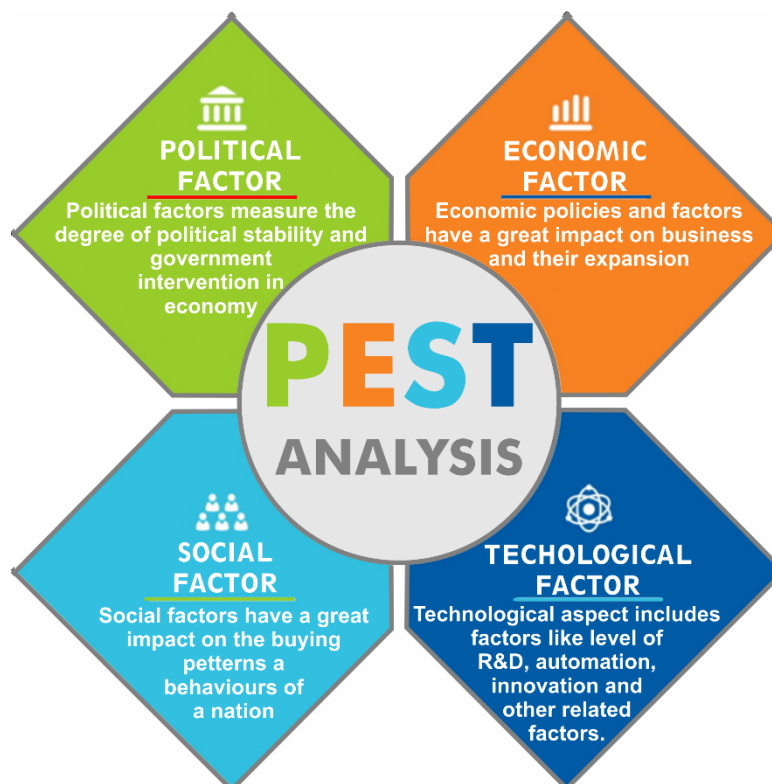 POLITICAL
FACTOR
Political factors measure the
degree of political stability and
government
intervention in
economy
ECONOMIC
FACTOR
Economic policies and factors
have a great impact on business
and their expansion
PEST
ANALYSIS
SOCIAL
FACTOR
Social factors have a great
impact on the buying
petterns a
behaviours of
a nation
TECHOLOGICAL
FACTOR
Technological aspect includes
factors like level of
R&D, automation,
innovation and
other related
factors.